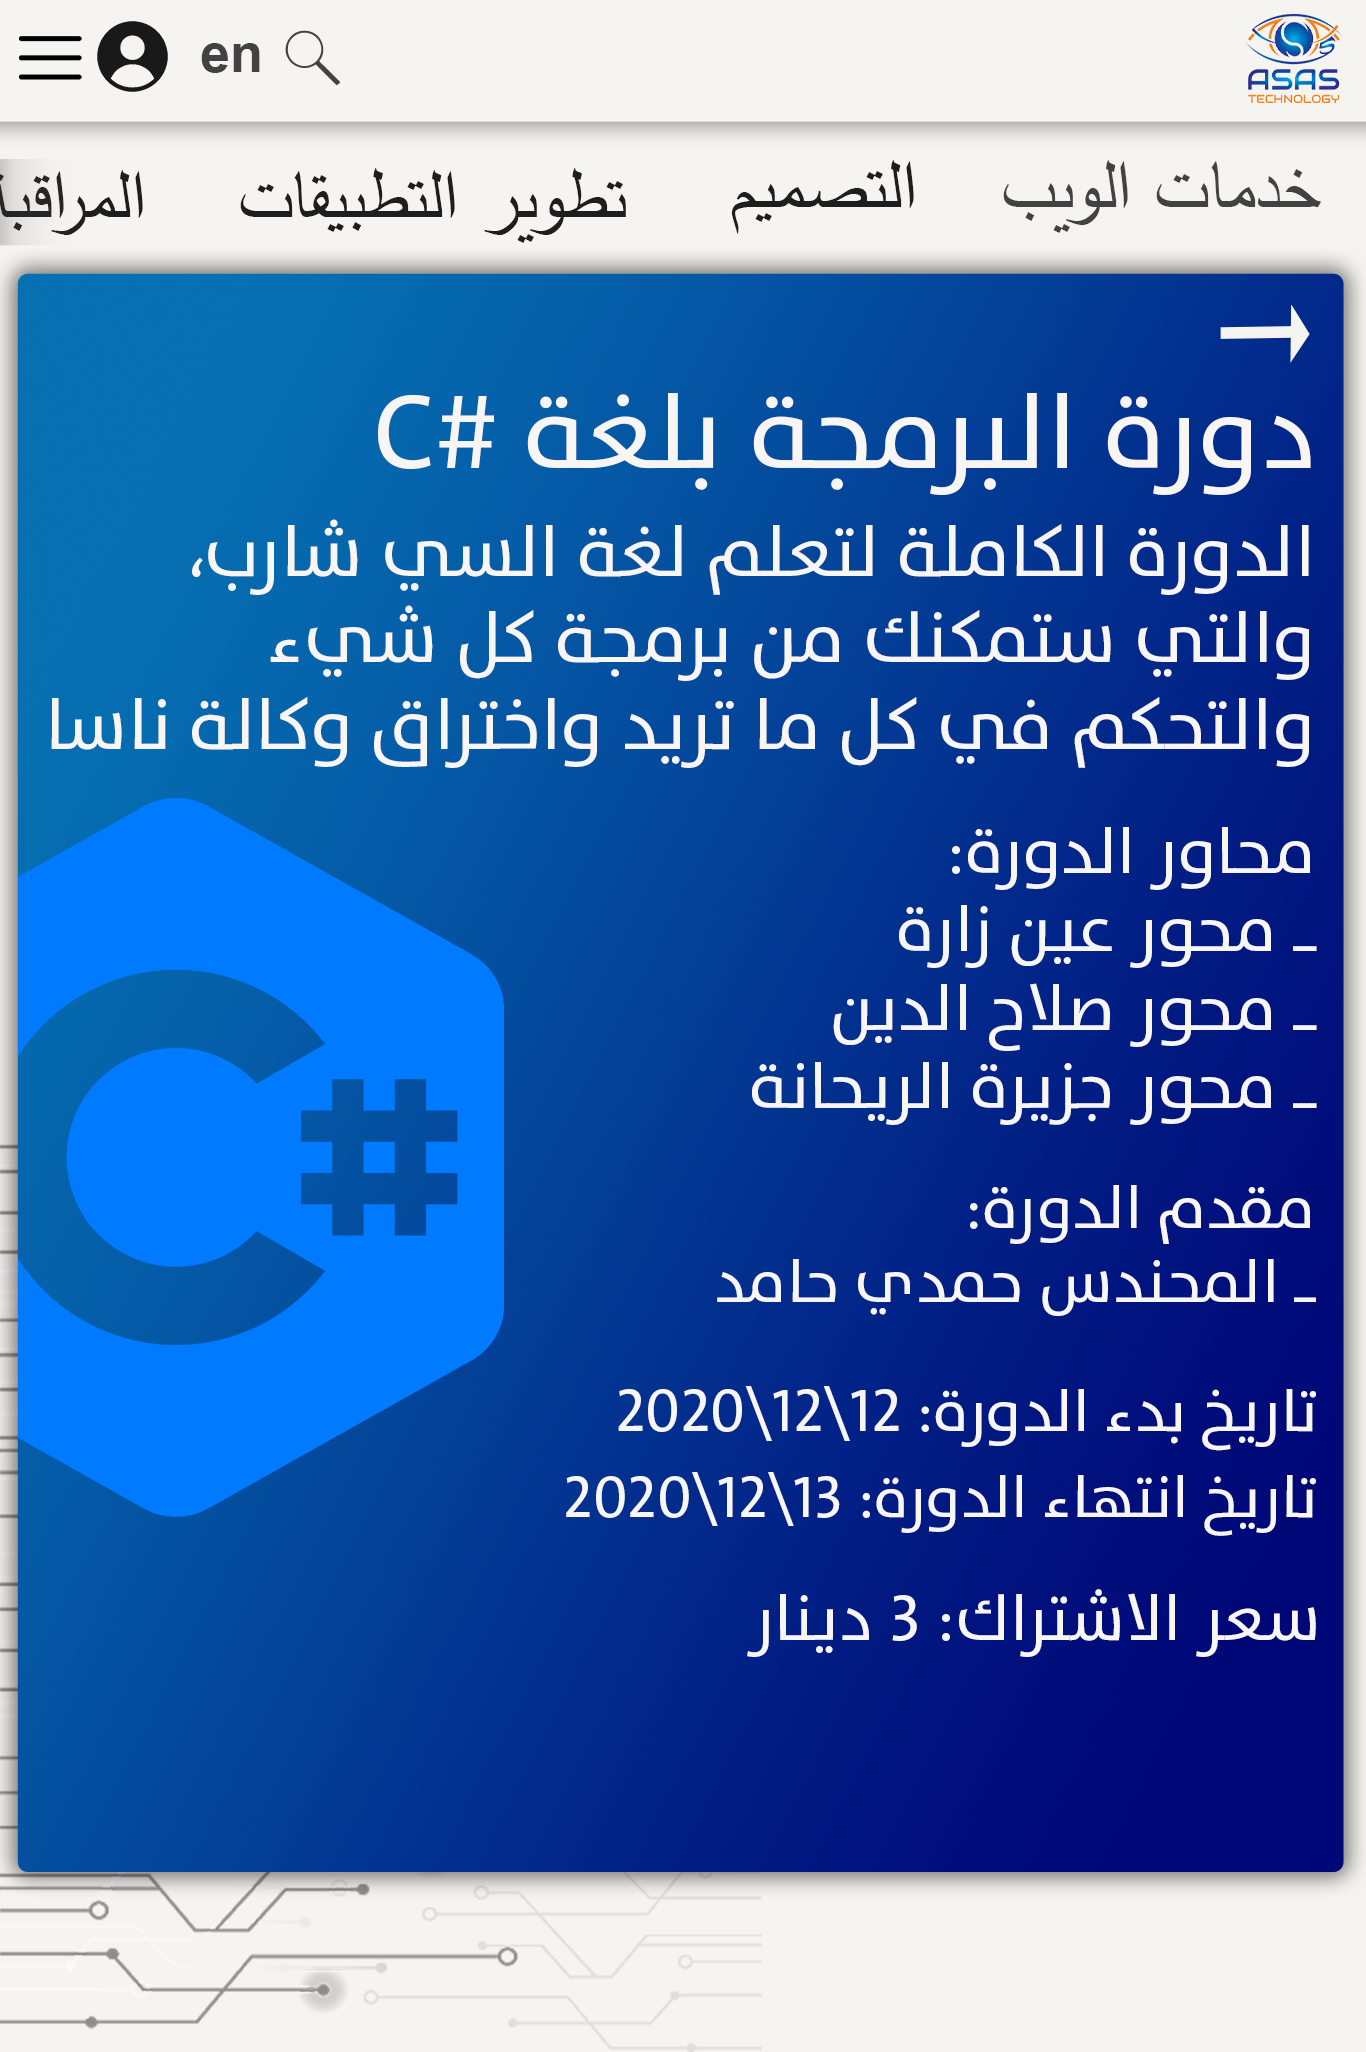 en
ASAS
TECHNOLOGY
خدمات الويب
التصميم
تطوير التطبيقات
المراقبة
دورة البرمجة بلغة C#
الدورة الكاملة لتعلم لغة السي شارب،
والتي ستمكنك من برمجة كل شيء
والتحكم في كل ما تريد واختراق وكالة ناسا
محاور الدورة:
- محور عين زارة
- محور صلاح الدين
- محور جزيرة الريحانة
مقدم الدورة:
- المحندس حمدي حامد
تاريخ بدء الدورة: 12\12\2020
تاريخ انتهاء الدورة: 13\12\2020
سعر الاشتراك: 3 دينار